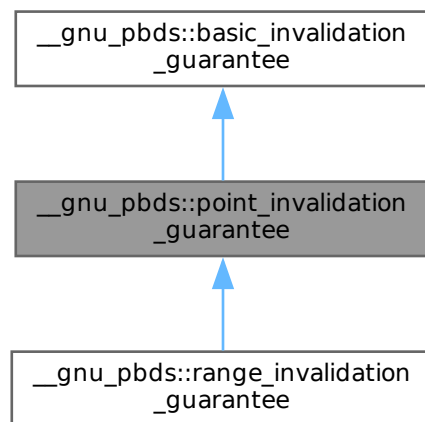 __gnu_pbds::basic_invalidation
_guarantee
__gnu_pbds::point_invalidation
_guarantee
__gnu_pbds::range_invalidation
_guarantee